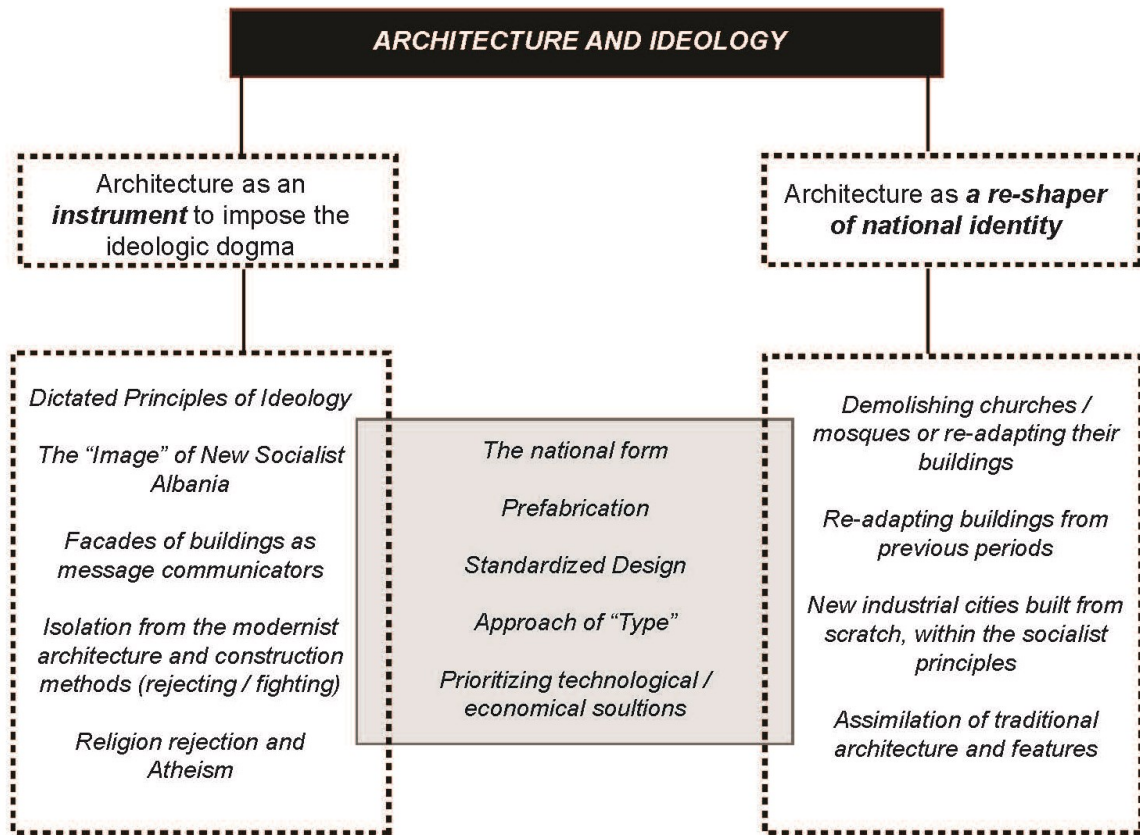 ARCHITECTURE AND IDEOLOGY
Architecture as an
instrument to impose the
ideologic dogma
Architecture as a re-shaper
of national identity
Dictated Principles of Ideology
The “Image” of New Socialist
Albania
Facades of buildings as
message communicators
Isolation from the modernist
architecture and construction
methods (rejecting / fighting)
Religion rejection and
Atheism
The national form
Prefabrication
Standardized Design
Approach of “Type”
Prioritizing technological /
economical soultions
Demolishing churches /
mosques or re-adapting their
buildings
Re-adapting buildings from
previous periods
New industrial cities built from
scratch, within the socialist
principles
Assimilation of traditional
architecture and features